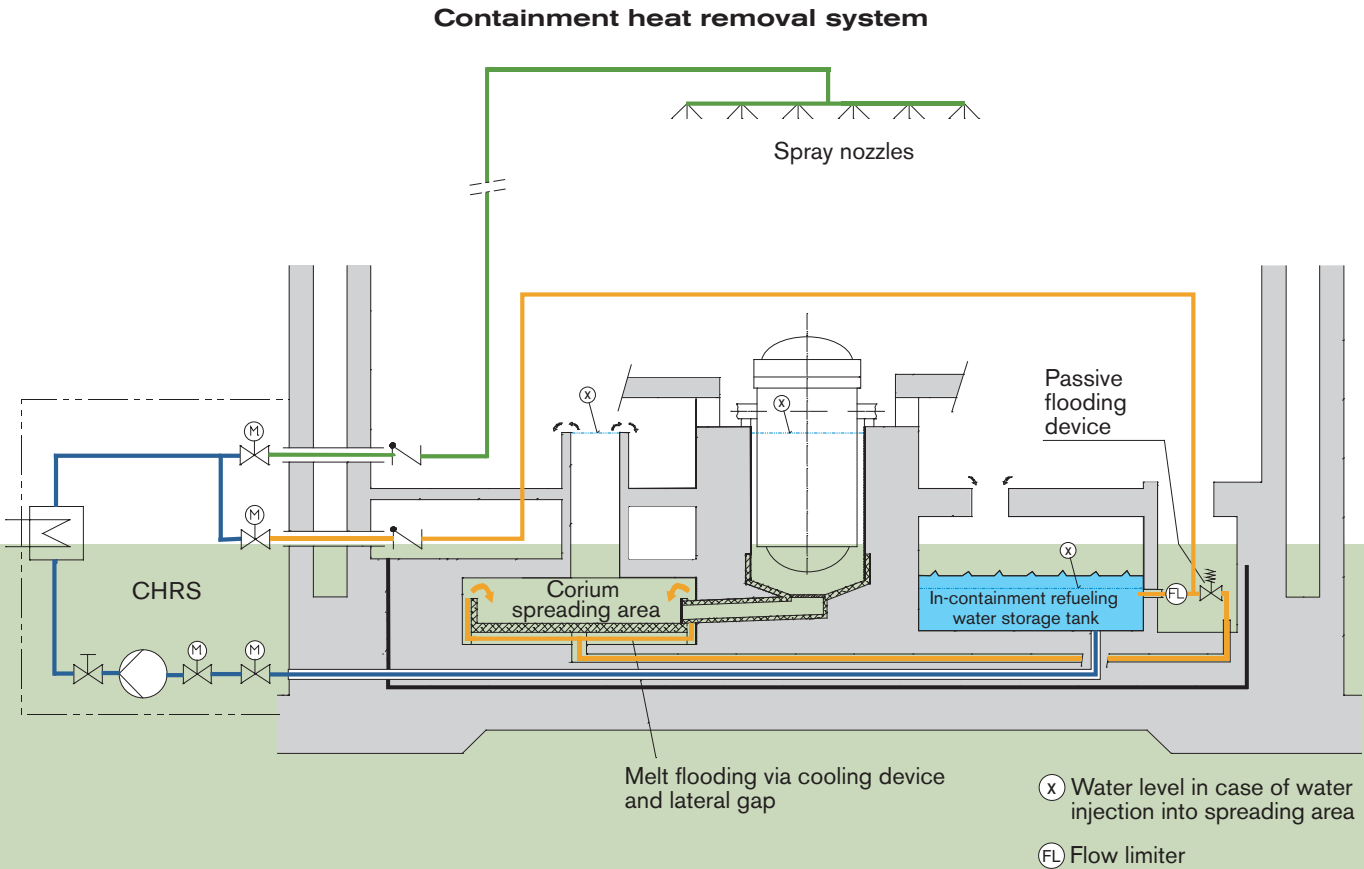 Containment heat removal system
Spray nozzles
Passive
flooding
device
x
x
M
M
x
CHRS
Corium
spreading area
In-containment refueling
water storage tank
FL
M
M
Melt flooding via cooling device
and lateral gap
x Water level in case of water
injection into spreading area
FL Flow limiter